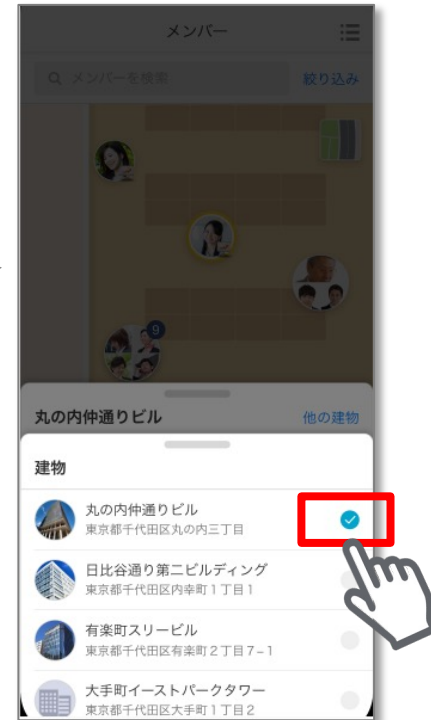 メンバー
メンバーを検索
絞り込み
9
丸の内仲通りビル
他の建物
建物
丸の内仲通りビル
東京都千代田区丸の内三丁目
日比谷通り第二ビルディング
東京都千代田区内幸町1丁目1
有楽町スリービル
東京都千代田区有楽町2丁目7-1
大手町イーストパークタワー
東京都千代田区大手町1丁目2